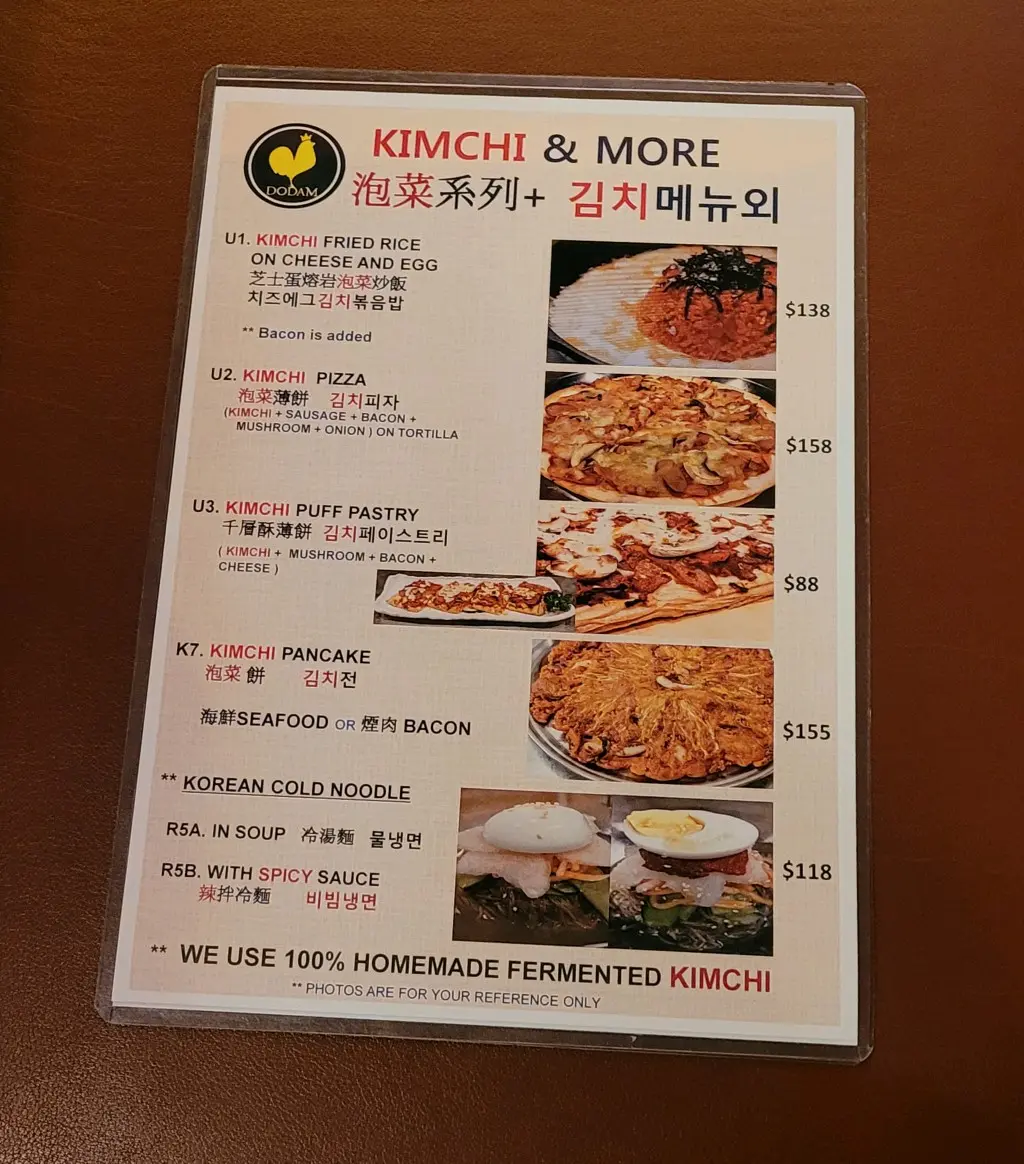 DODAM
KIMCHI & MORE
泡菜系列+ 김치메뉴외
U1. KIMCHI FRIED RICE
ON CHEESE AND EGG
芝士蛋熔岩泡菜炒飯
치즈에그김치볶음밥
** Bacon is added
$138
U2. KIMCHI PIZZA
泡菜薄餅 김치피자
(KIMCHI + SAUSAGE + BACON +
MUSHROOM + ONION ) ON TORTILLA
$158
U3. KIMCHI PUFF PASTRY
千層酥薄餅 김치페이스트리
( KIMCHI + MUSHROOM + BACON +
CHEESE )
$88
K7. KIMCHI PANCAKE
泡菜 餅 김치전
海鮮SEAFOOD OR 煙肉 BACON
$155
** KOREAN COLD NOODLE
R5A. IN SOUP 冷湯麵 물냉면
R5B. WITH SPICY SAUCE
辣拌冷麵 비빔냉면
$118
** WE USE 100% HOMEMADE FERMENTED KIMCHI
** PHOTOS ARE FOR YOUR REFERENCE ONLY